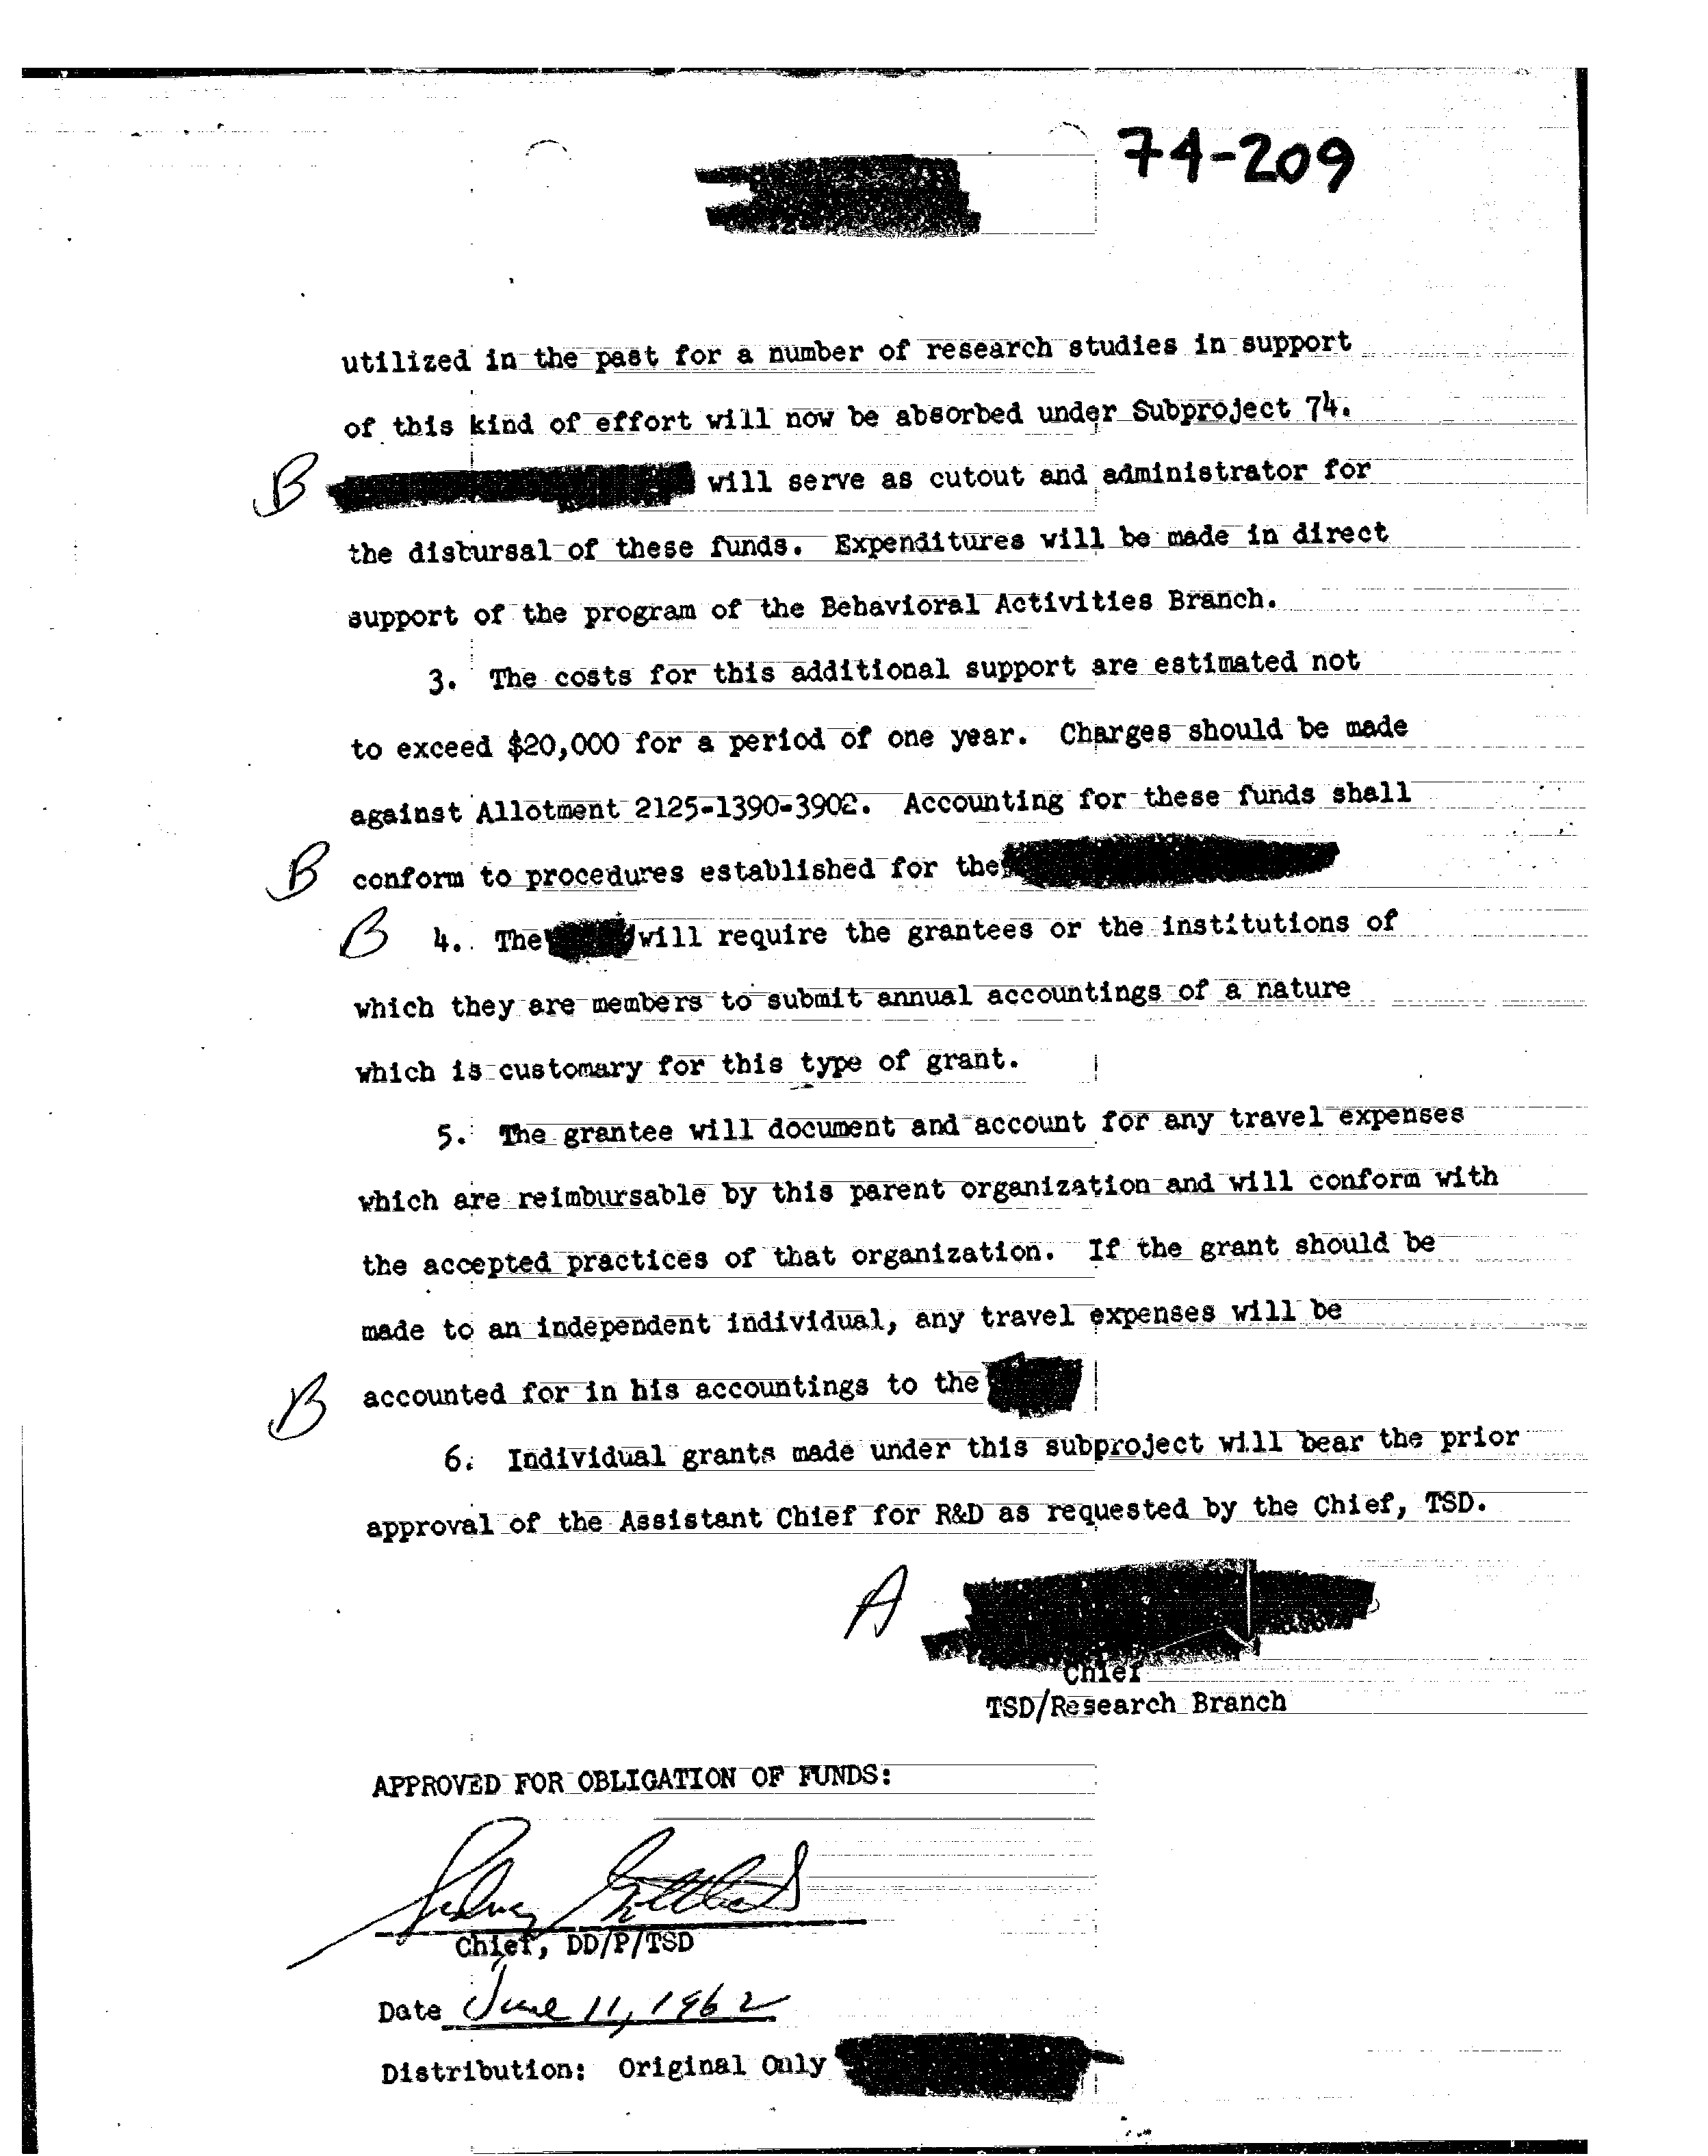 74-209
utilized in the past for a number of research studies in support
of this kind of effort will now be absorbed under Subproject 74.
B will serve as cutout and administrator for
the disbursal of these funds. Expenditures will be made in direct
support of the program of the Behavioral Activities Branch.
3. The costs for this additional support are estimated not
to exceed $20,000 for a period of one year. Charges should be made
against Allotment 2125-1390-3902. Accounting for these funds shall
B conform to procedures established for the
B 4. The will require the grantees or the institutions of
which they are members to submit annual accountings of a nature
which is customary for this type of grant.
5. The grantee will document and account for any travel expenses
which are reimbursable by this parent organization and will conform with
the accepted practices of that organization. If the grant should be
made to an independent individual, any travel expenses will be
B accounted for in his accountings to the
6. Individual grants made under this subproject will bear the prior
approval of the Assistant Chief for R&D as requested by the Chief, TSD.
A
Chief
TSD/Research Branch
APPROVED FOR OBLIGATION OF FUNDS:
Sidney Gottlieb
Chief, DD/P/TSD
Date June 11, 1962
Distribution: Original Only